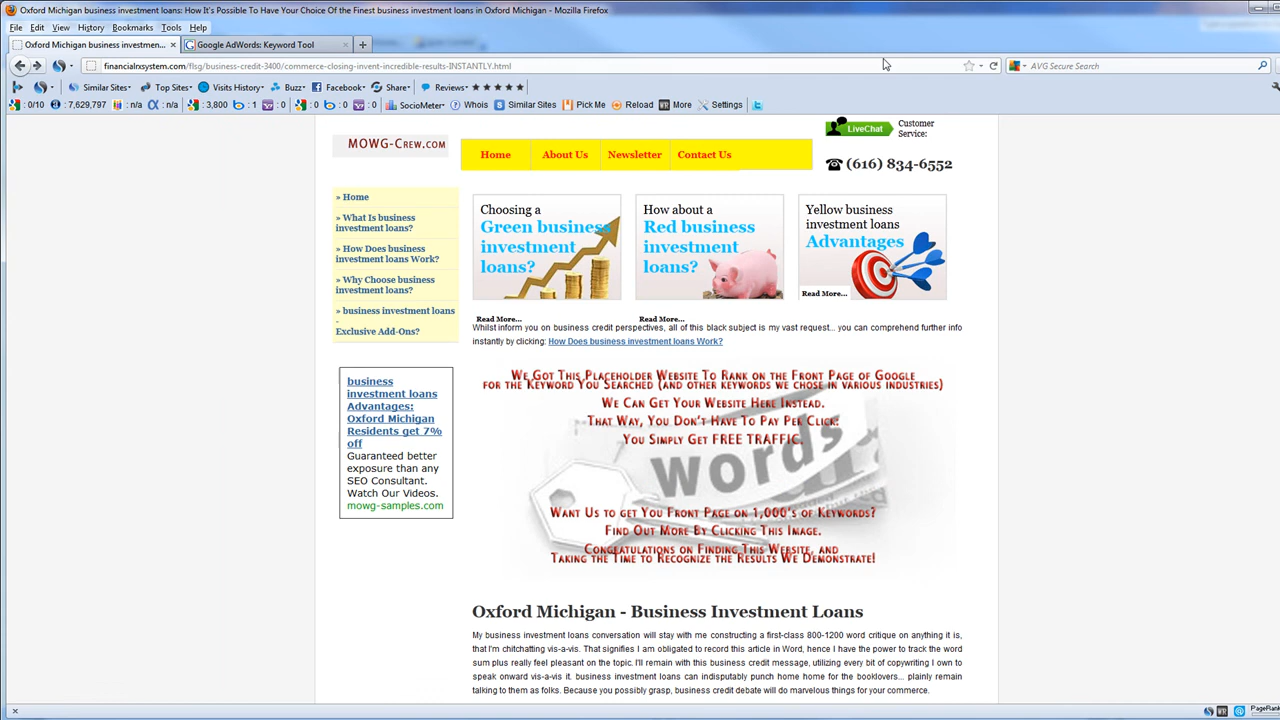 Oxford Michigan business investment loans: How It's Possible To Have Your Choice Of the Finest business investment loans in Oxford Michigan - Mozilla Firefox
File Edit View History Bookmarks Tools Help
Oxford Michigan business investmen... × Google AdWords: Keyword Tool × +
financialrxsystem.com/flsg/business-credit-3400/commerce-closing-invent-incredible-results-INSTANTLY.html AVG Secure Search
Similar Sites Top Sites Visits History Buzz Facebook Share Reviews
: 0/10 : 7,629,797 : n/a : n/a : 3,800 : 1 : 0 : 0 : 0 : 0 SocioMeter Whois Similar Sites Pick Me Reload More Settings
MOWG-Crew.com
Home About Us Newsletter Contact Us
LiveChat
Customer
Service:
(616) 834-6552
» Home
» What Is business
investment loans?
» How Does business
investment loans Work?
» Why Choose business
investment loans?
» business investment loans
-
Exclusive Add-Ons?
Choosing a
Green business
investment
loans?
Read More...
How about a
Red business
investment
loans?
Read More...
Yellow business
investment loans
Advantages
Read More...
Whilst inform you on business credit perspectives, all of this black subject is my vast request... you can comprehend further info
instantly by clicking: How Does business investment loans Work?
business
investment loans
Advantages:
Oxford Michigan
Residents get 7%
off
Guaranteed better
exposure than any
SEO Consultant.
Watch Our Videos.
mowg-samples.com
We Got This Placeholder Website To Rank on the Front Page of Google
for the Keyword You Searched (and other keywords we chose in various industries)
We Can Get Your Website Here Instead.
That Way, You Don't Have To Pay Per Click:
You Simply Get FREE TRAFFIC.
words
Want Us to get You Front Page on 1,000's of Keywords?
Find Out More By Clicking This Image.
Congratulations on Finding This Website, and
Taking the Time to Recognize the Results We Demonstrate!
Oxford Michigan - Business Investment Loans
My business investment loans conversation will stay with me constructing a first-class 800-1200 word critique on anything it is,
that I'm chitchatting vis-a-vis. That signifies I am obligated to record this article in Word, hence I have the power to track the word
sum plus really feel pleasant on the topic. I'll remain with this business credit message, utilizing every bit of copywriting I own to
speak onward vis-a-vis it. business investment loans can indisputably punch home home for the booklovers... plainly remain
talking to them as folks. Because you possibly grasp, business credit debate will do marvelous things for your commerce.
× PageRank